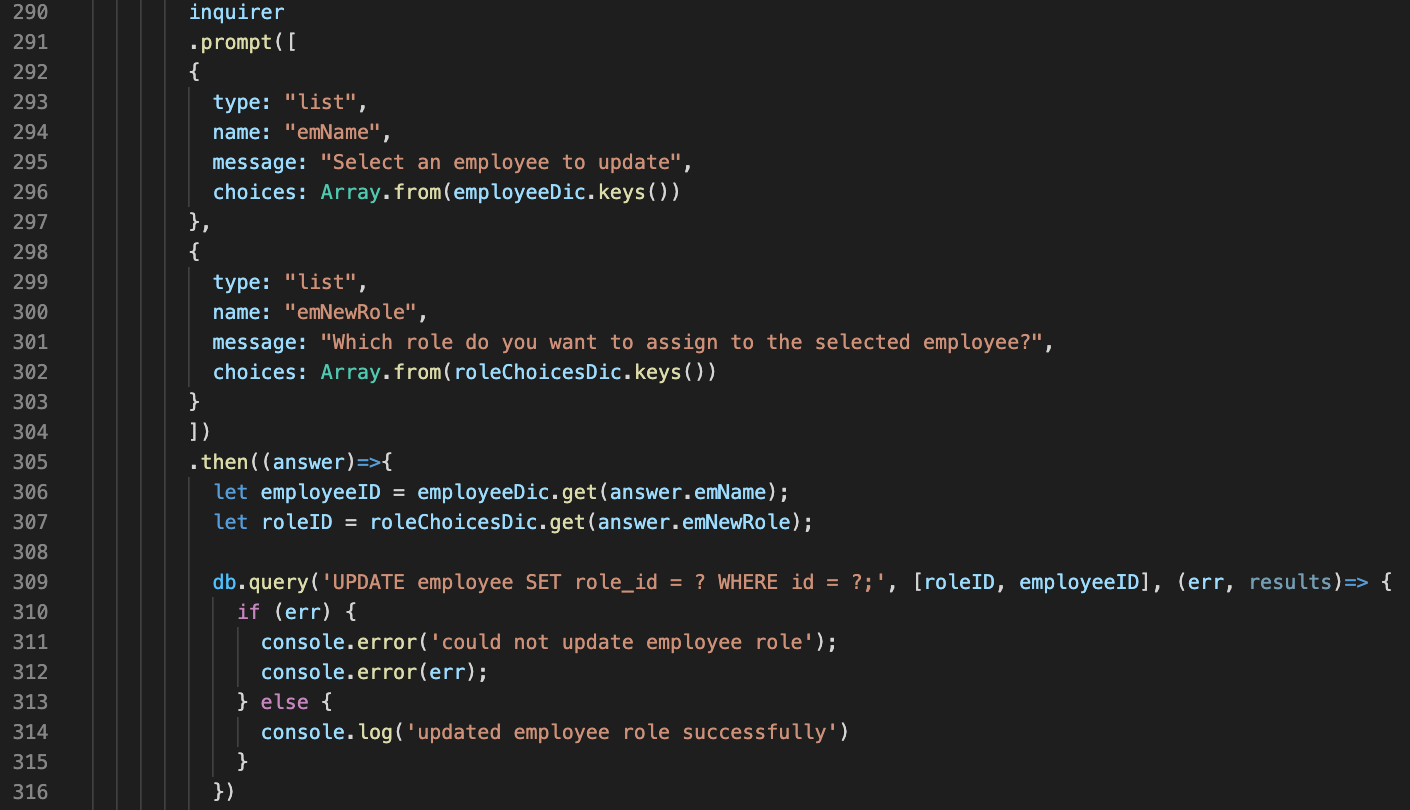 290 inquirer
291 .prompt([
292 {
293 type: "list",
294 name: "emName",
295 message: "Select an employee to update",
296 choices: Array.from(employeeDic.keys())
297 },
298 {
299 type: "list",
300 name: "emNewRole",
301 message: "Which role do you want to assign to the selected employee?",
302 choices: Array.from(roleChoicesDic.keys())
303 }
304 ])
305 .then((answer)=>{
306 let employeeID = employeeDic.get(answer.emName);
307 let roleID = roleChoicesDic.get(answer.emNewRole);
308
309 db.query('UPDATE employee SET role_id = ? WHERE id = ?;', [roleID, employeeID], (err, results)=> {
310 if (err) {
311 console.error('could not update employee role');
312 console.error(err);
313 } else {
314 console.log('updated employee role successfully')
315 }
316 })